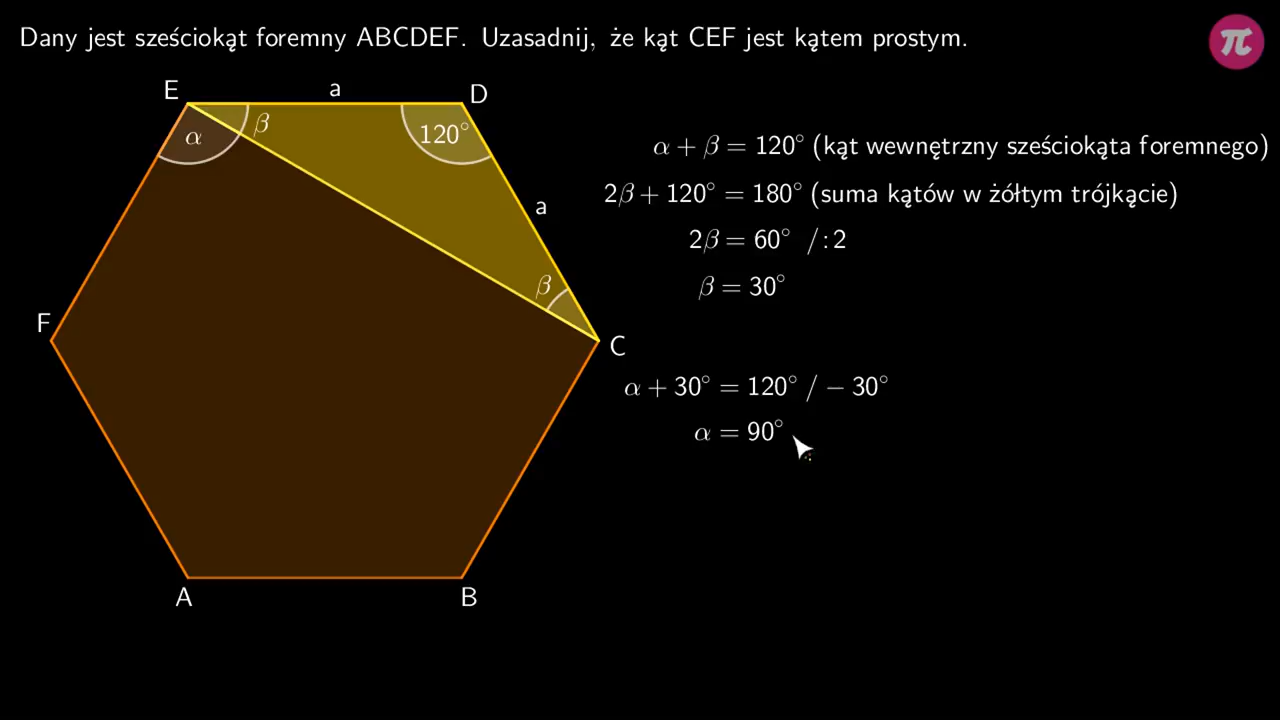 Dany jest sześciokąt foremny ABCDEF. Uzasadnij, że kąt CEF jest kątem prostym.
π
E
a
D
α
β
120°
α + β = 120° (kąt wewnętrzny sześciokąta foremnego)
2β + 120° = 180° (suma kątów w żółtym trójkącie)
a
2β = 60° / : 2
β
β = 30°
F
C
α + 30° = 120° / − 30°
α = 90°
A
B